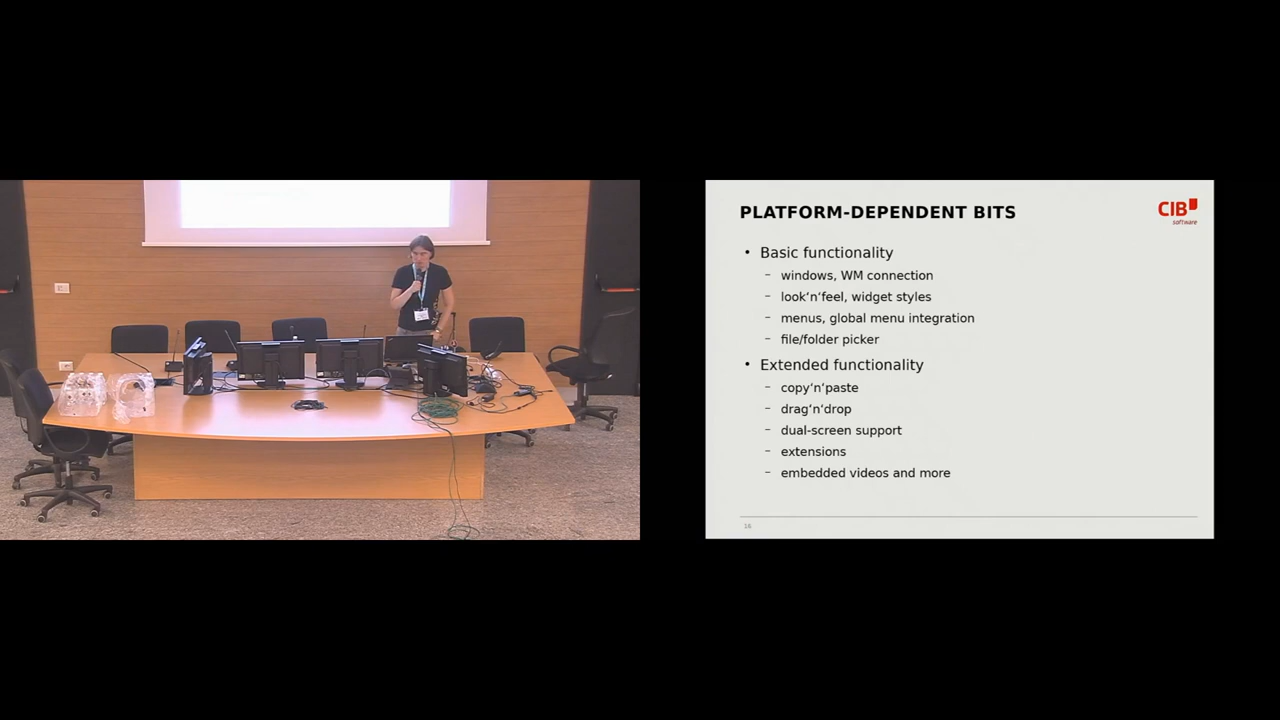 PLATFORM-DEPENDENT BITS
CIB
software
• Basic functionality
– windows, WM connection
– look‘n‘feel, widget styles
– menus, global menu integration
– file/folder picker
• Extended functionality
– copy‘n‘paste
– drag‘n‘drop
– dual-screen support
– extensions
– embedded videos and more
16